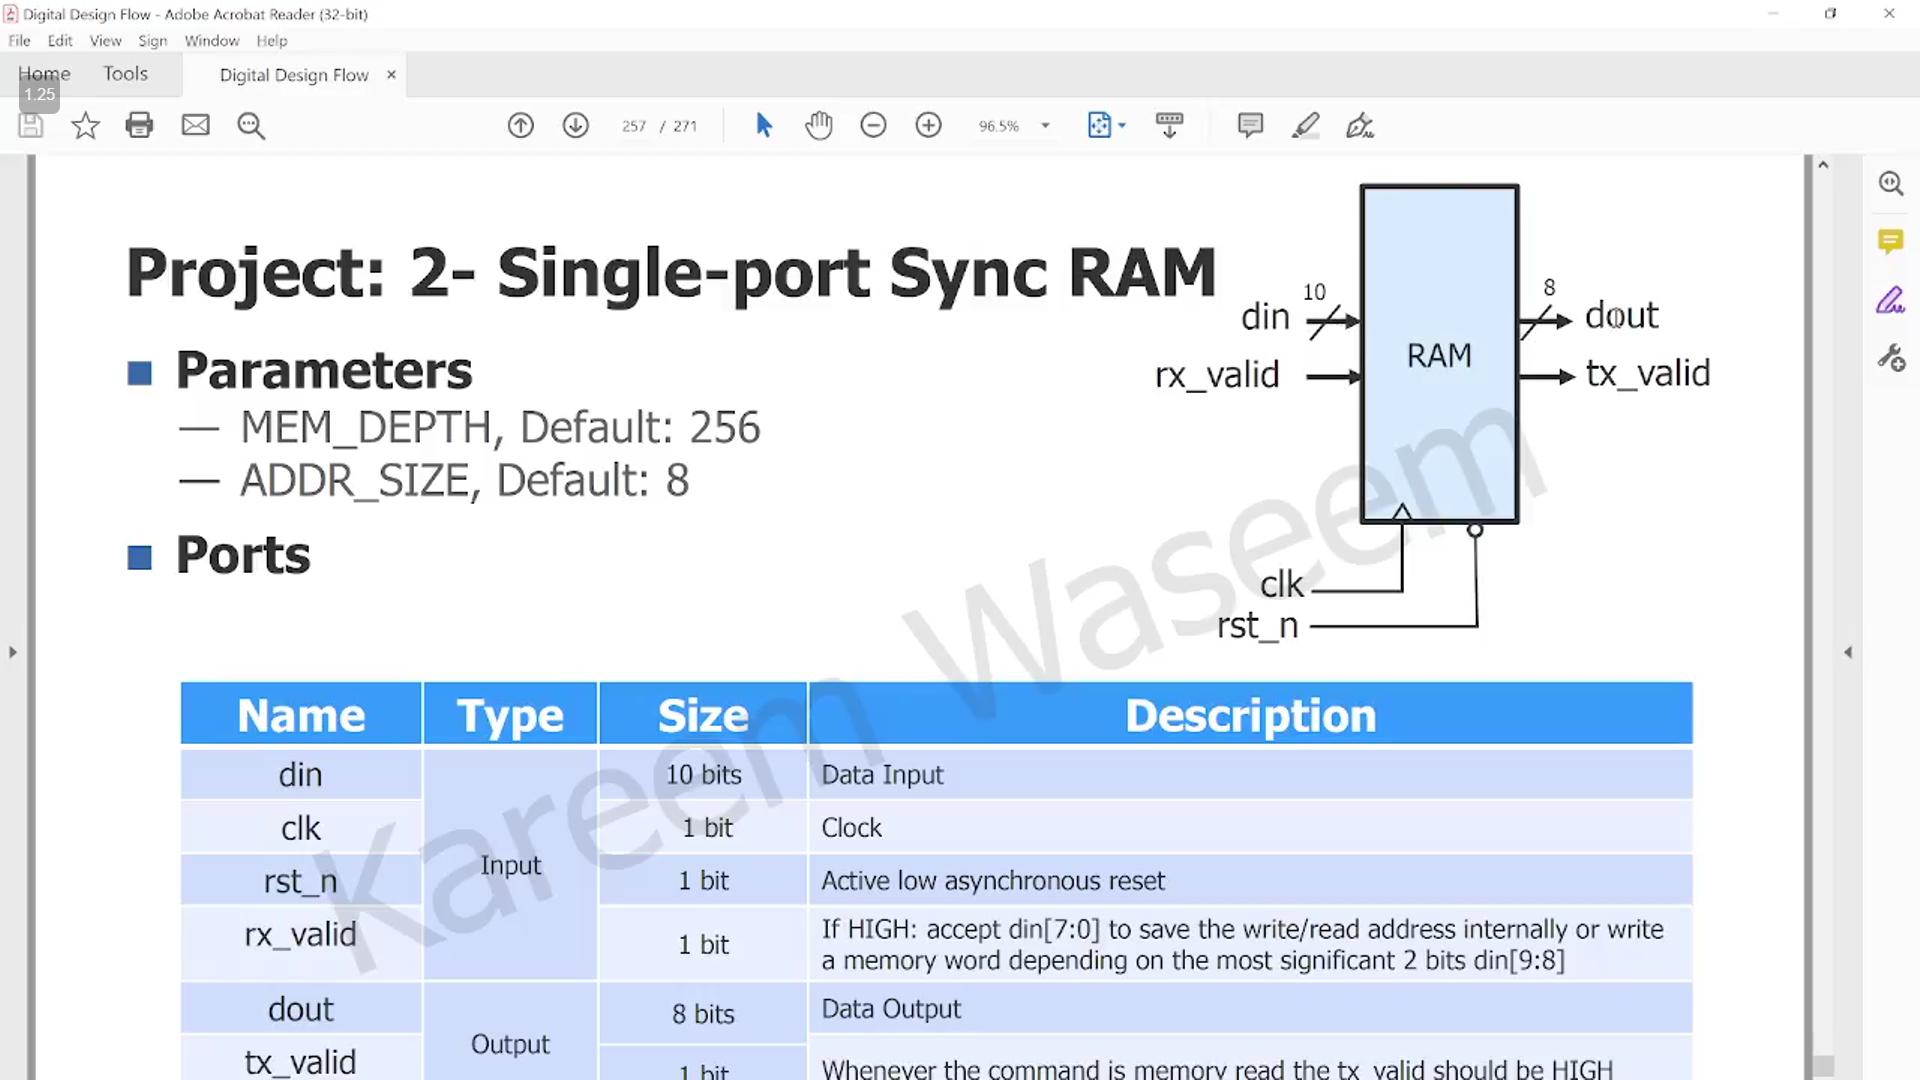 Digital Design Flow - Adobe Acrobat Reader (32-bit)
File Edit View Sign Window Help
Home Tools Digital Design Flow ×
1.25
257 / 271 96.5%
Project: 2- Single-port Sync RAM
Parameters
— MEM_DEPTH, Default: 256
— ADDR_SIZE, Default: 8
Ports
din 10
rx_valid
RAM
8 dout
tx_valid
clk
rst_n
Name Type Size Description
din Input 10 bits Data Input
clk 1 bit Clock
rst_n 1 bit Active low asynchronous reset
rx_valid 1 bit If HIGH: accept din[7:0] to save the write/read address internally or write
a memory word depending on the most significant 2 bits din[9:8]
dout Output 8 bits Data Output
tx_valid 1 bit Whenever the command is memory read the tx_valid should be HIGH
Kareem Waseem